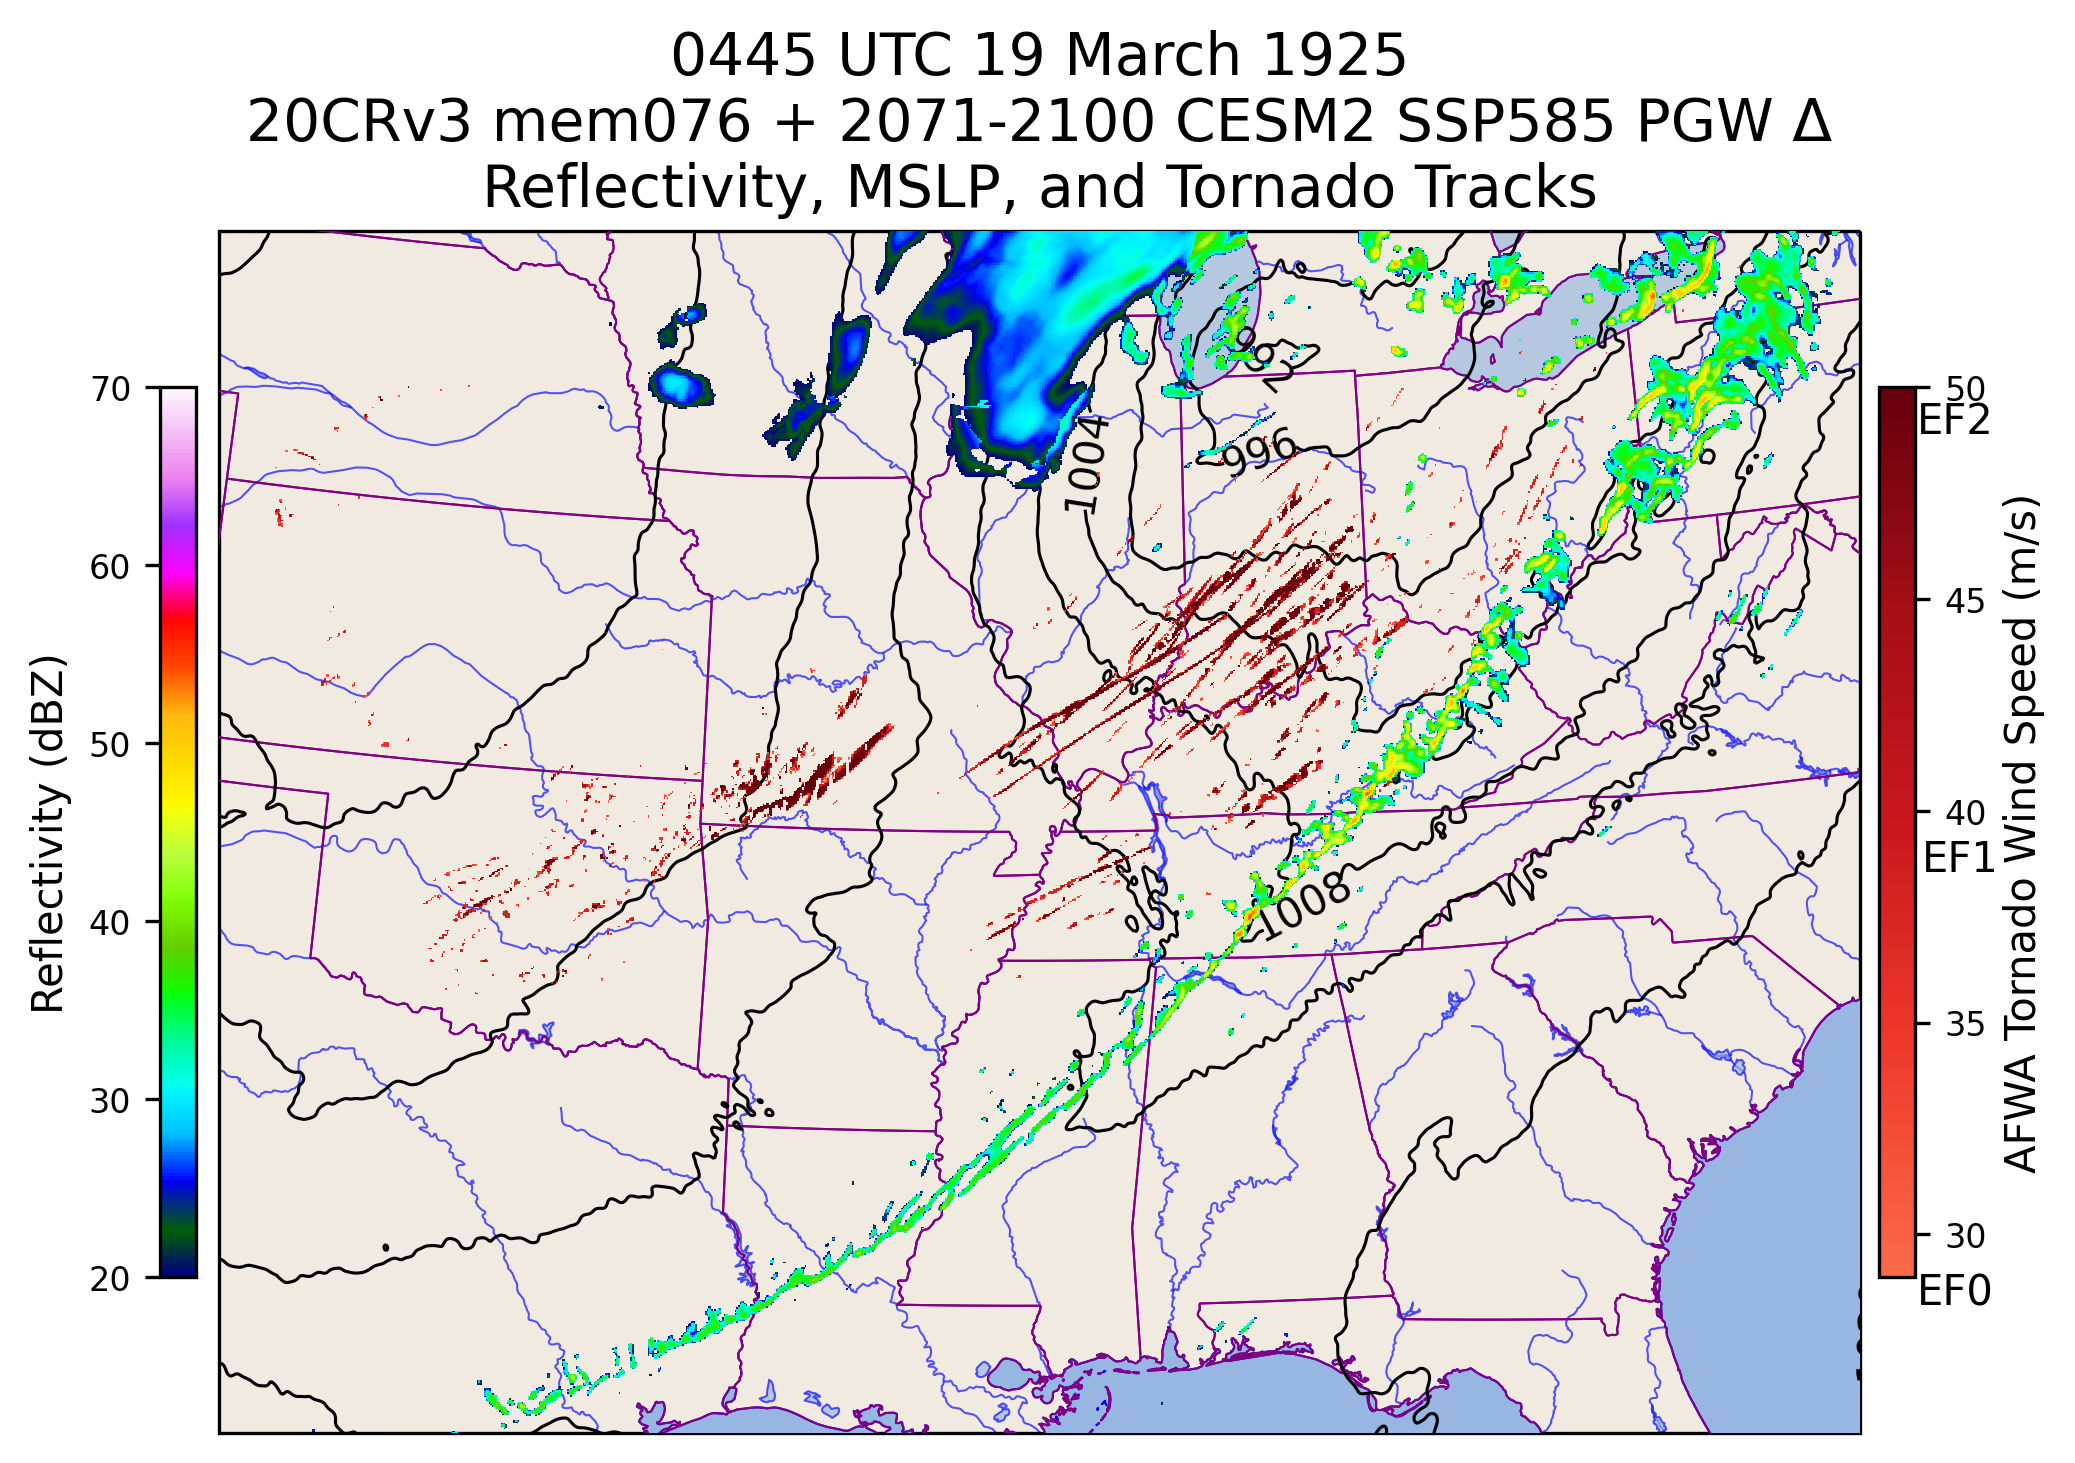 0445 UTC 19 March 1925
20CRv3 mem076 + 2071-2100 CESM2 SSP585 PGW Δ
Reflectivity, MSLP, and Tornado Tracks
70
60
50
40
30
20
Reflectivity (dBZ)
992
996
1004
1008
50
EF2
45
40
EF1
35
30
EF0
AFWA Tornado Wind Speed (m/s)